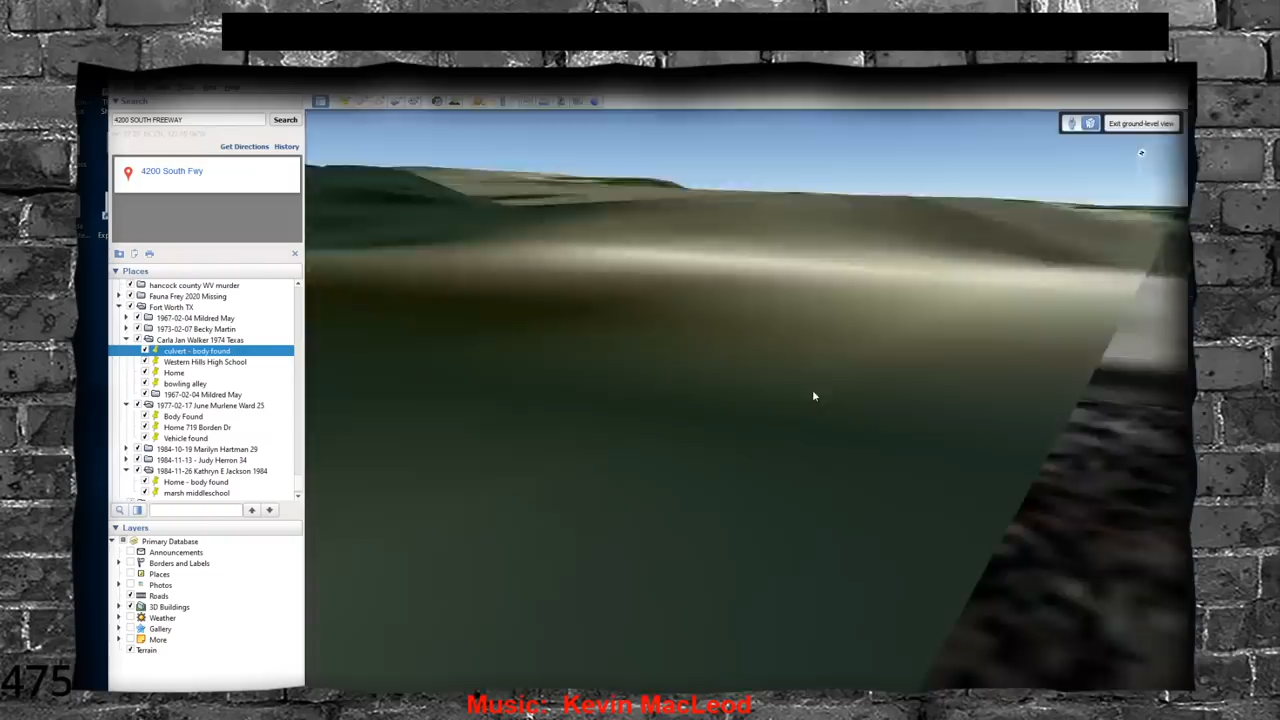 Search
4200 SOUTH FREEWAY
Search
Get Directions
History
4200 South Fwy
Exit ground-level view
Places
hancock county WV murder
Fauna Frey 2020 Missing
Fort Worth TX
1967-02-04 Mildred May
1973-02-07 Becky Martin
Carla Jan Walker 1974 Texas
culvert - body found
Western Hills High School
Home
bowling alley
1967-02-04 Mildred May
1977-02-17 June Murlene Ward 25
Body Found
Home 719 Borden Dr
Vehicle found
1984-10-19 Marilyn Hartman 29
1984-11-13 - Judy Herron 34
1984-11-26 Kathryn E Jackson 1984
Home - body found
marsh middleschool
Layers
Primary Database
Announcements
Borders and Labels
Places
Photos
Roads
3D Buildings
Weather
Gallery
More
Terrain
475
Music: Kevin MacLeod